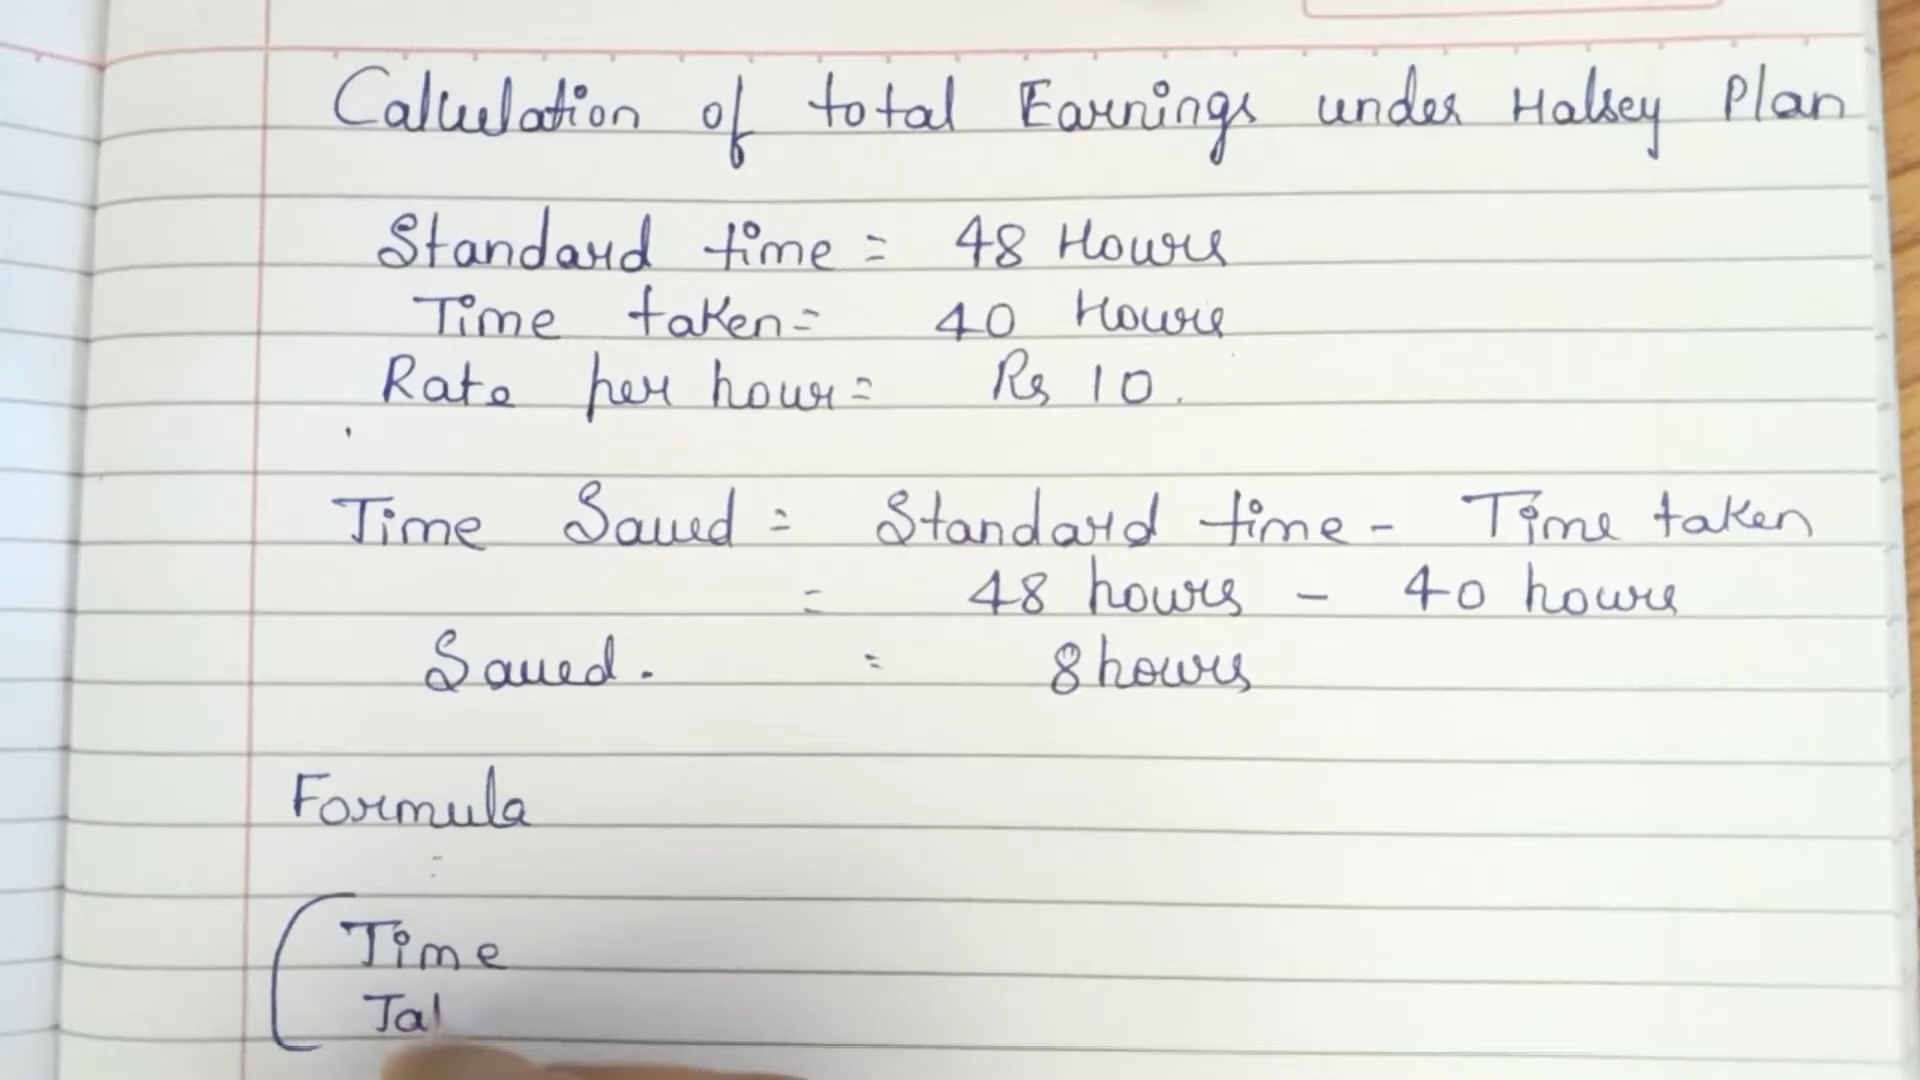 Calculation of total Earnings under Halsey Plan
Standard time = 48 Hours
Time taken = 40 Hours
Rate per hour = Rs 10.
Time Saved = Standard time - Time taken
= 48 hours - 40 hours
Saved. = 8 hours
Formula
=
( Time
Tak